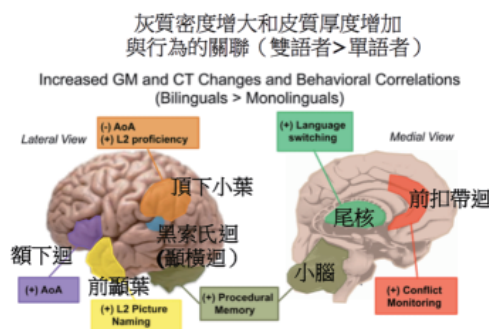 灰質密度增大和皮質厚度增加
與行為的關聯（雙語者>單語者）
Increased GM and CT Changes and Behavioral Correlations
(Bilinguals > Monolinguals)
Lateral View
(-) AoA
(+) L2 proficiency
(+) Language
switching
Medial View
頂下小葉
黑索氏迴
(顳橫迴)
額下迴
前顳葉
尾核
前扣帶迴
小腦
(+) AoA
(+) L2 Picture
Naming
(+) Procedural
Memory
(+) Conflict
Monitoring